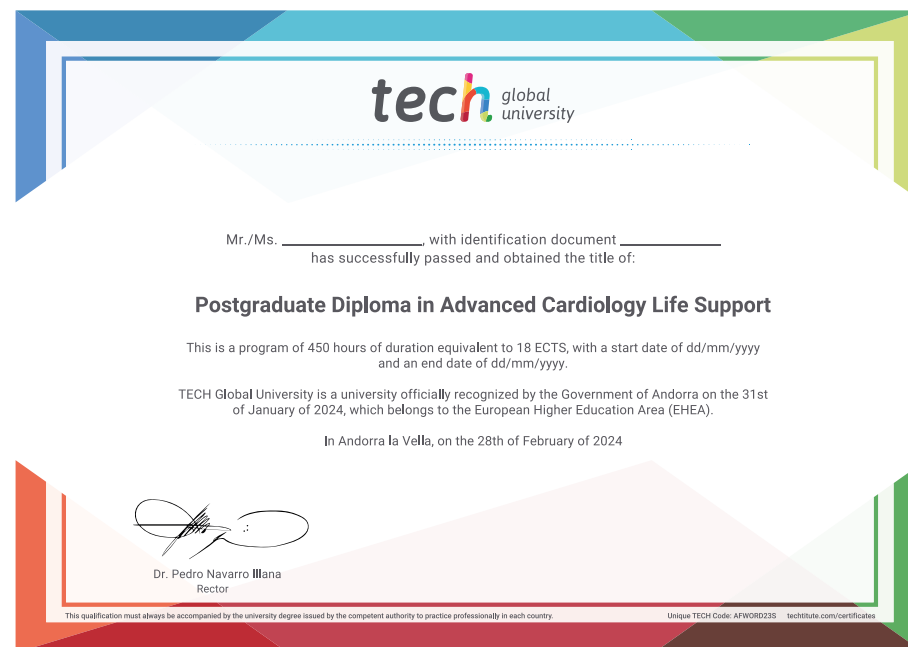 tech global university
Mr./Ms. ____________________, with identification document ______________
has successfully passed and obtained the title of:
Postgraduate Diploma in Advanced Cardiology Life Support
This is a program of 450 hours of duration equivalent to 18 ECTS, with a start date of dd/mm/yyyy
and an end date of dd/mm/yyyy.
TECH Global University is a university officially recognized by the Government of Andorra on the 31st
of January of 2024, which belongs to the European Higher Education Area (EHEA).
In Andorra la Vella, on the 28th of February of 2024
Dr. Pedro Navarro Illana
Rector
This qualification must always be accompanied by the university degree issued by the competent authority to practice professionally in each country.
Unique TECH Code: AFWORD23S techtitute.com/certificates